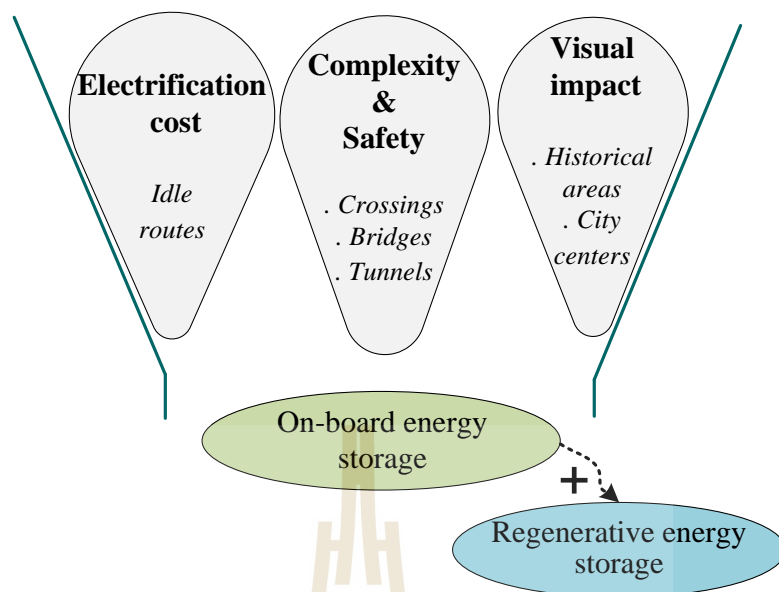 Electrification
cost
Idle
routes
Complexity
&
Safety
. Crossings
. Bridges
. Tunnels
Visual
impact
. Historical
areas
. City
centers
On-board energy
storage
+
Regenerative energy
storage